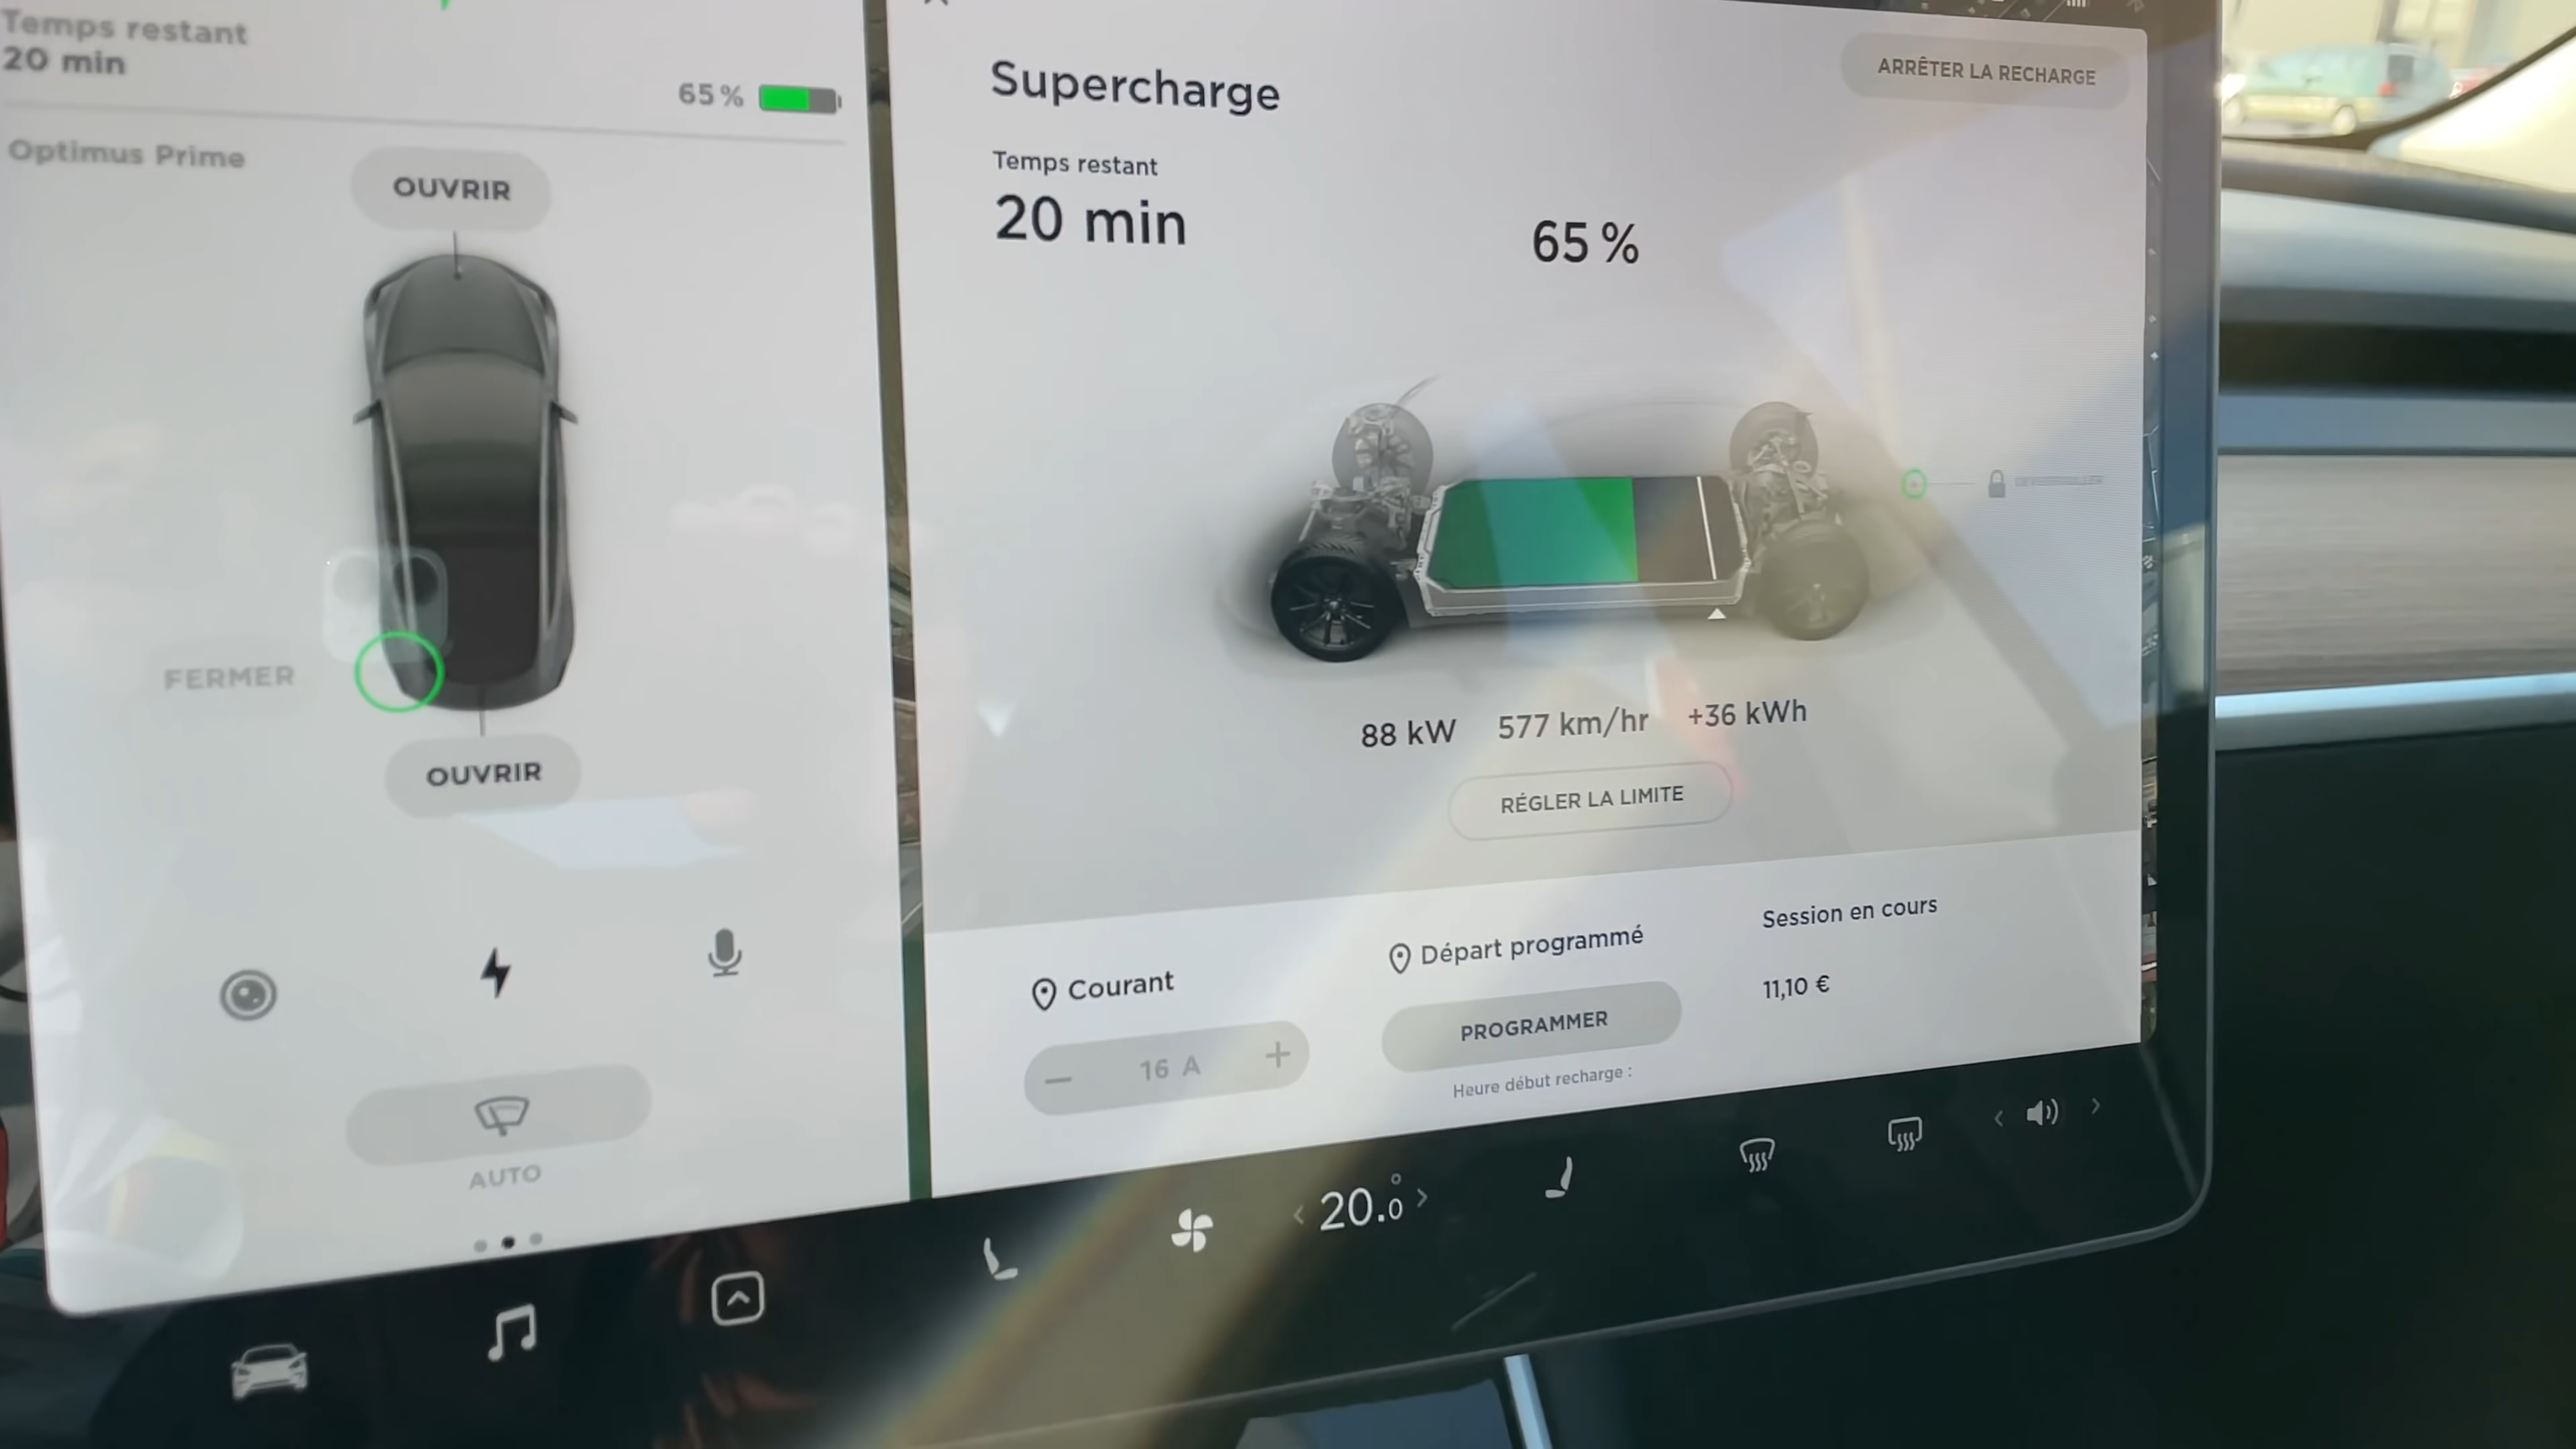 Temps restant
20 min
65 %
Optimus Prime
OUVRIR
FERMER
OUVRIR
AUTO
Supercharge
ARRÊTER LA RECHARGE
Temps restant
20 min
65 %
88 kW 577 km/hr +36 kWh
RÉGLER LA LIMITE
Courant
− 16 A +
Départ programmé
PROGRAMMER
Heure début recharge :
Session en cours
11,10 €
< 20.0° >